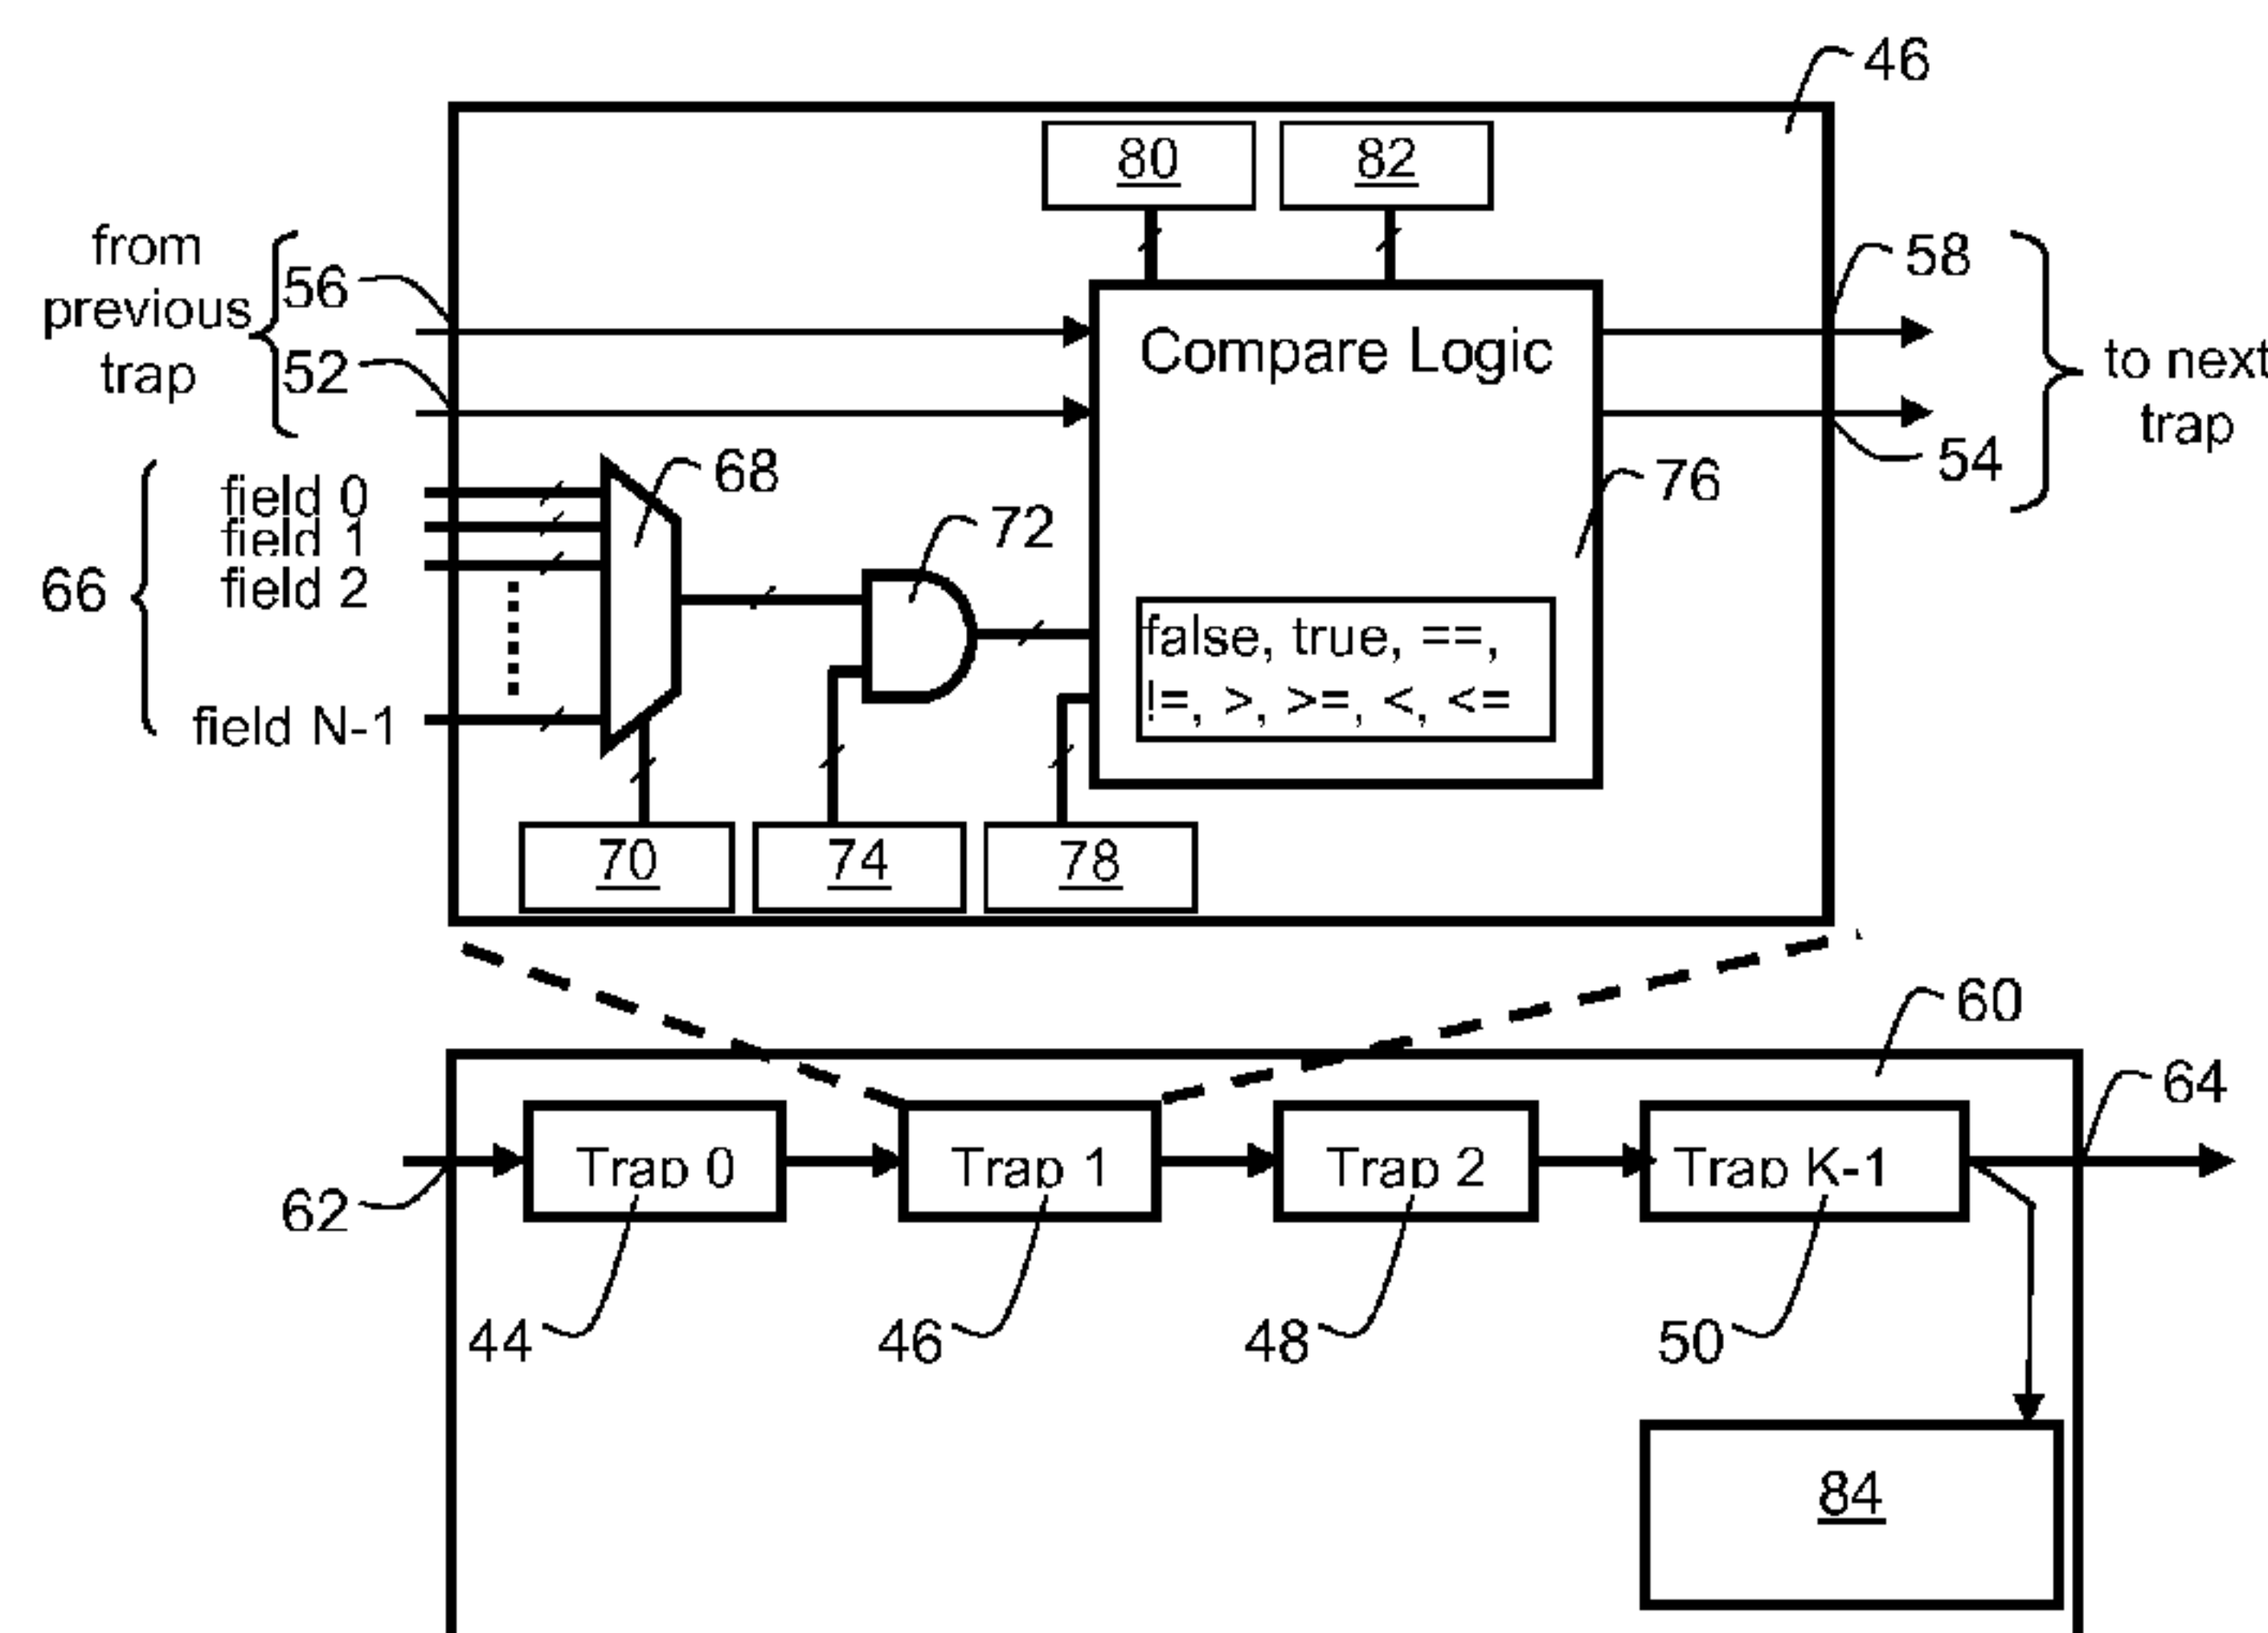 46
80
82
from
previous
trap
56
52
58
54
to next
trap
Compare Logic
76
66
field 0
field 1
field 2
field N-1
68
72
false, true, ==,
!=, >, >=, <, <=
70
74
78
60
64
62
Trap 0
Trap 1
Trap 2
Trap K-1
44
46
48
50
84